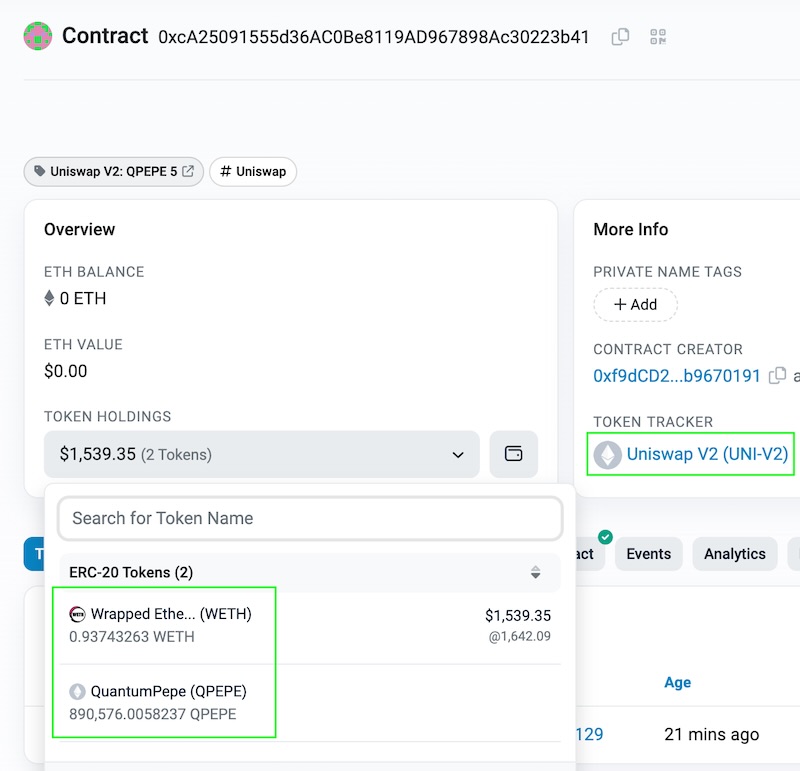 Contract 0xcA25091555d36AC0Be8119AD967898Ac30223b41
Uniswap V2: QPEPE 5
# Uniswap
Overview
ETH BALANCE
0 ETH
ETH VALUE
$0.00
TOKEN HOLDINGS
$1,539.35 (2 Tokens)
Search for Token Name
ERC-20 Tokens (2)
Wrapped Ethe... (WETH)
$1,539.35
0.93743263 WETH
@1,642.09
QuantumPepe (QPEPE)
890,576.0058237 QPEPE
More Info
PRIVATE NAME TAGS
+ Add
CONTRACT CREATOR
0xf9dCD2...b9670191 a
TOKEN TRACKER
Uniswap V2 (UNI-V2)
T
act
Events
Analytics
Age
129
21 mins ago